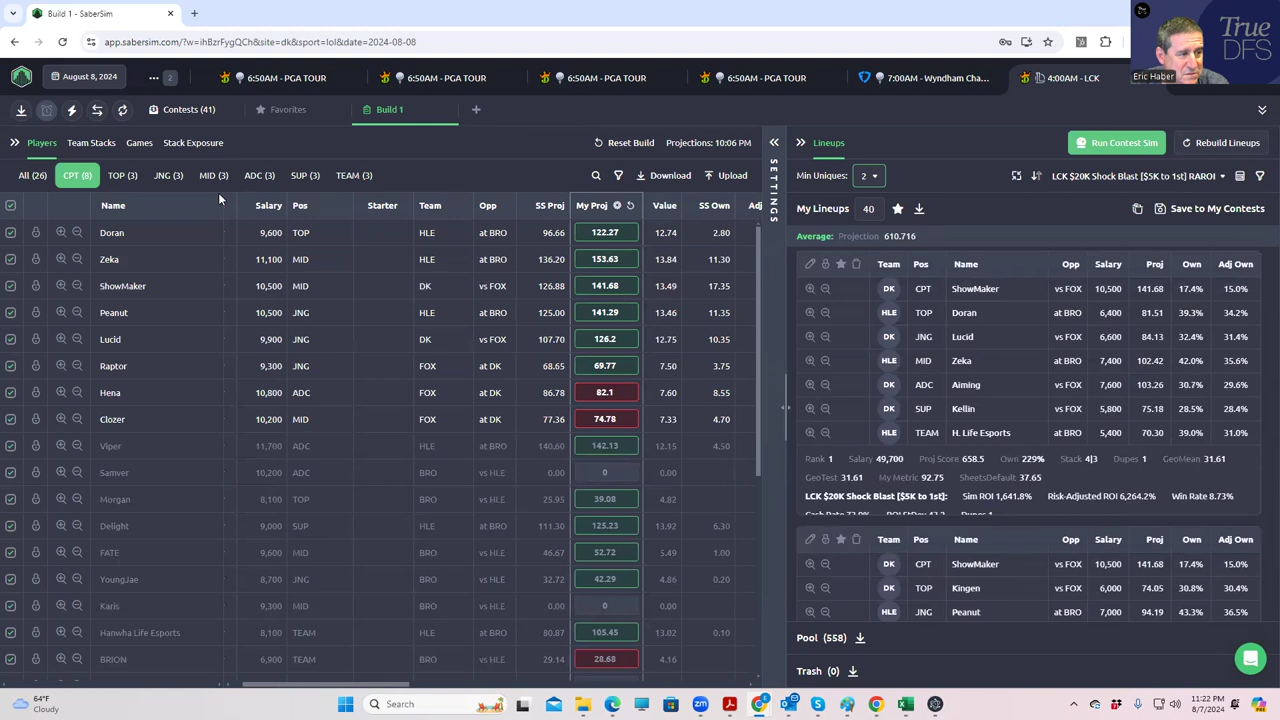 Build 1 - SaberSim
app.sabersim.com/?w=ihBzrFygQCh&site=dk&sport=lol&date=2024-08-08
True
DFS
Eric Haber
August 8, 2024
2
6:50AM - PGA TOUR
6:50AM - PGA TOUR
6:50AM - PGA TOUR
6:50AM - PGA TOUR
7:00AM - Wyndham Cha...
4:00AM - LCK
Contests (41)
Favorites
Build 1
Players Team Stacks Games Stack Exposure
Reset Build
Projections: 10:06 PM
All (26) CPT (8) TOP (3) JNG (3) MID (3) ADC (3) SUP (3) TEAM (3)
Download Upload
Name Salary Pos Starter Team Opp SS Proj My Proj Value SS Own Adj
Doran 9,600 TOP HLE at BRO 96.66 122.27 12.74 2.80
Zeka 11,100 MID HLE at BRO 136.20 153.63 13.84 11.30
ShowMaker 10,500 MID DK vs FOX 126.88 141.68 13.49 17.35
Peanut 10,500 JNG HLE at BRO 125.00 141.29 13.46 11.35
Lucid 9,900 JNG DK vs FOX 107.70 126.2 12.75 10.35
Raptor 9,300 JNG FOX at DK 68.65 69.77 7.50 3.75
Hena 10,800 ADC FOX at DK 86.78 82.1 7.60 8.55
Clozer 10,200 MID FOX at DK 77.36 74.78 7.33 4.70
Viper 11,700 ADC HLE at BRO 140.60 142.13 12.15 4.50
Samver 10,200 ADC BRO vs HLE 0.00 0 0.00 0.00
Morgan 8,100 TOP BRO vs HLE 25.95 39.08 4.82
Delight 9,000 SUP HLE at BRO 111.30 125.23 13.92 6.30
FATE 9,600 MID BRO vs HLE 46.67 52.72 5.49 1.00
YoungJae 8,700 JNG BRO vs HLE 32.72 42.29 4.86 0.20
Karis 9,300 MID BRO vs HLE 0.00 0 0.00 0.00
Hanwha Life Esports 8,100 TEAM HLE at BRO 80.87 105.45 13.02 0.10
BRION 6,900 TEAM BRO vs HLE 29.14 28.68 4.16
SETTINGS
Lineups
Run Contest Sim
Rebuild Lineups
Min Uniques: 2
LCK $20K Shock Blast [$5K to 1st] RAROI
My Lineups 40
Save to My Contests
Average: Projection 610.716
Team Pos Name Opp Salary Proj Own Adj Own
DK CPT ShowMaker vs FOX 10,500 141.68 17.4% 15.0%
HLE TOP Doran at BRO 6,400 81.51 39.3% 34.2%
DK JNG Lucid vs FOX 6,600 84.13 32.4% 31.4%
HLE MID Zeka at BRO 7,400 102.42 42.0% 35.6%
DK ADC Aiming vs FOX 7,600 103.26 30.7% 29.6%
DK SUP Kellin vs FOX 5,800 75.18 28.5% 28.4%
HLE TEAM H. Life Esports at BRO 5,400 70.30 39.0% 31.0%
Rank 1 Salary 49,700 Proj Score 658.5 Own 229% Stack 4|3 Dupes 1 GeoMean 31.61
GeoTest 31.61 My Metric 92.75 SheetsDefault 37.65
LCK $20K Shock Blast [$5K to 1st]: Sim ROI 1,641.8% Risk-Adjusted ROI 6,264.2% Win Rate 8.73%
Team Pos Name Opp Salary Proj Own Adj Own
DK CPT ShowMaker vs FOX 10,500 141.68 17.4% 15.0%
DK TOP Kingen vs FOX 6,000 74.05 30.8% 30.4%
HLE JNG Peanut at BRO 7,000 94.19 43.3% 36.5%
Pool (558)
Trash (0)
64°F
Cloudy
Search
11:22 PM
8/7/2024